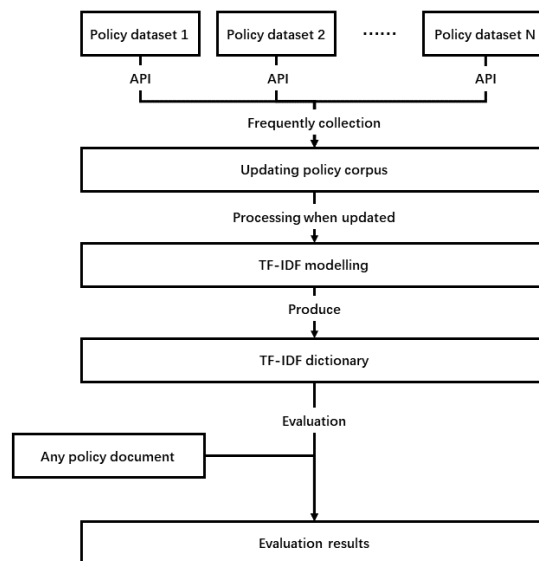 Policy dataset 1
Policy dataset 2
······
Policy dataset N
API
API
API
Frequently collection
Updating policy corpus
Processing when updated
TF-IDF modelling
Produce
TF-IDF dictionary
Evaluation
Any policy document
Evaluation results